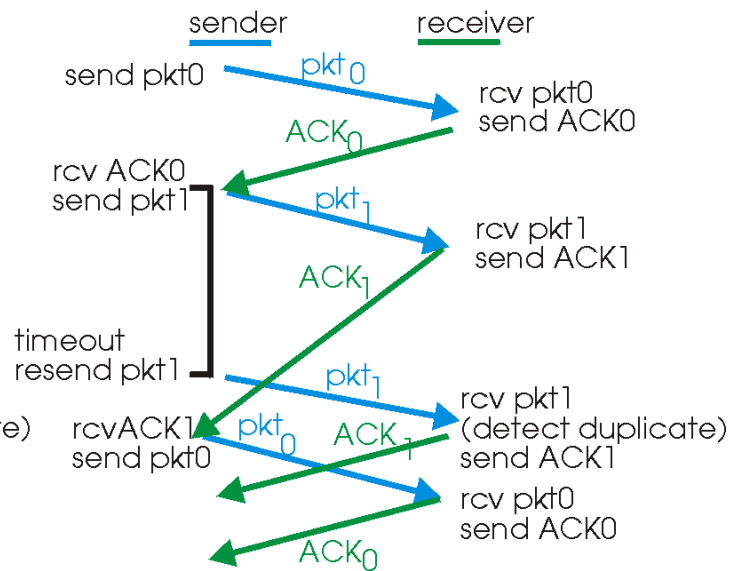 sender
receiver
send pkt0
pkt0
rcv pkt0
send ACK0
ACK0
rcv ACK0
send pkt1
pkt1
rcv pkt1
send ACK1
ACK1
timeout
resend pkt1
pkt1
rcv pkt1
(detect duplicate)
send ACK1
te)
rcvACK1
send pkt0
pkt0
ACK1
rcv pkt0
send ACK0
ACK0